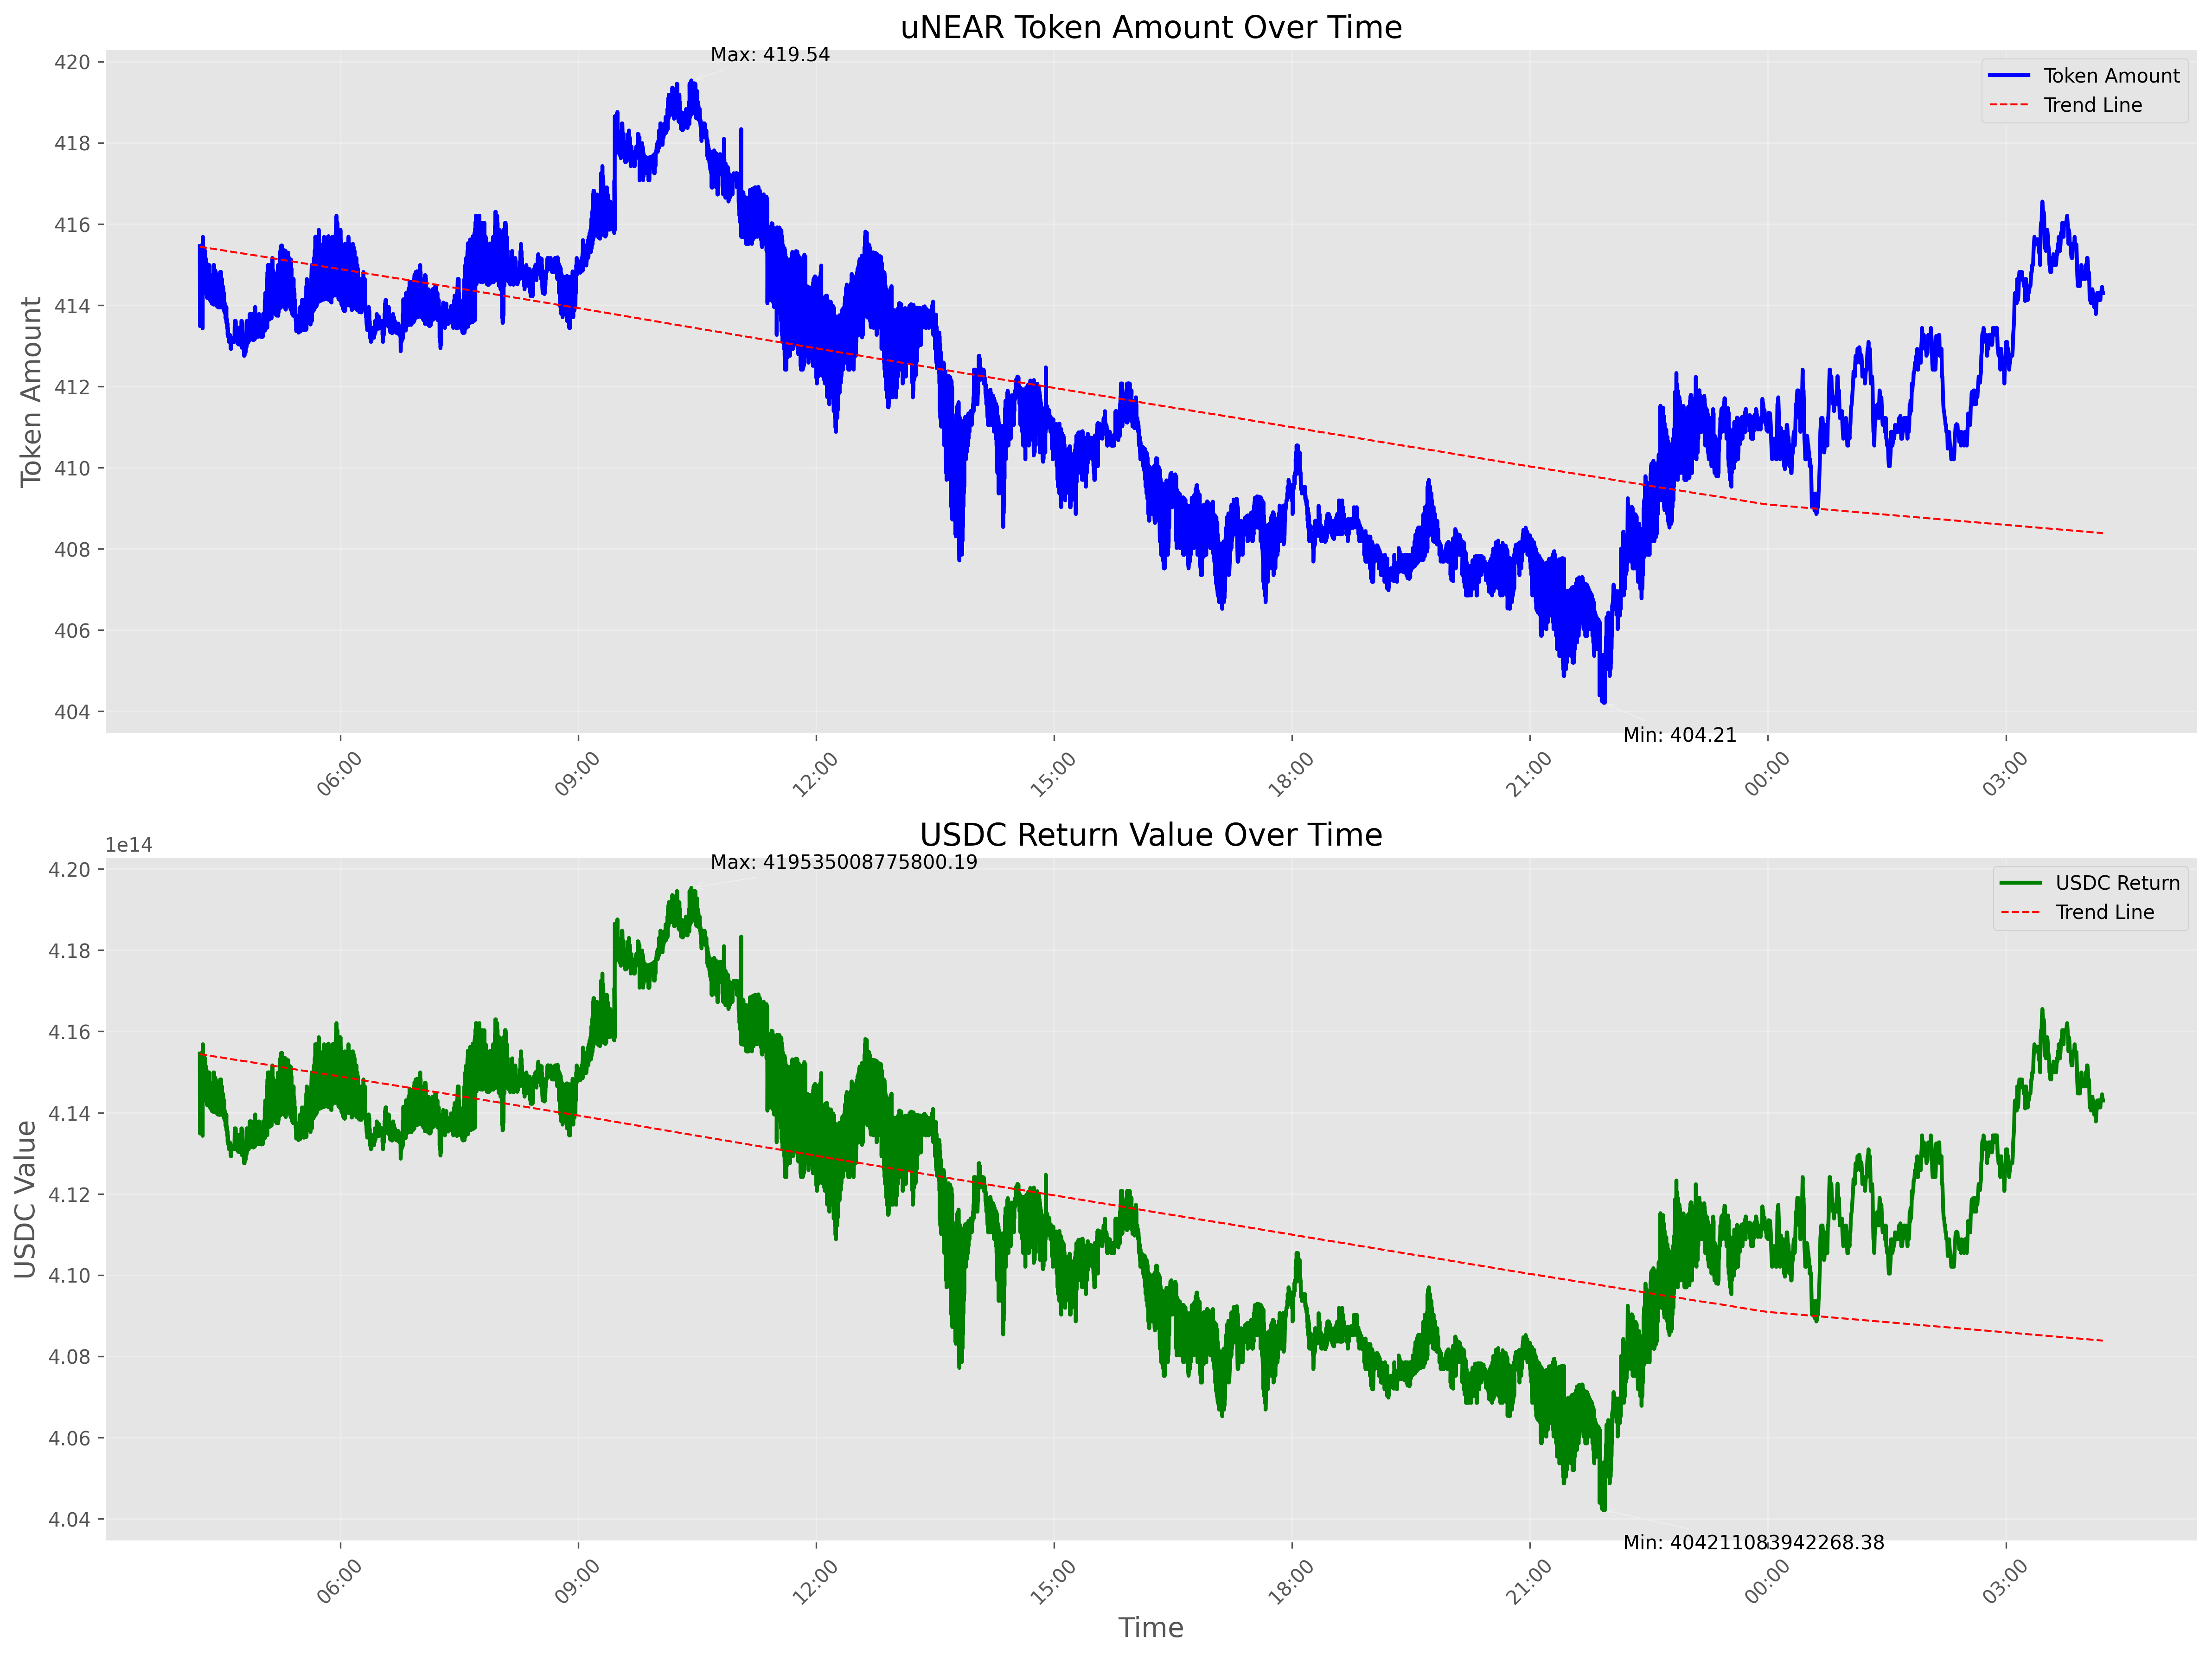 uNEAR Token Amount Over Time
Max: 419.54
Token Amount
Trend Line
420
418
416
414
412
410
408
406
404
Token Amount
Min: 404.21
06:00
09:00
12:00
15:00
18:00
21:00
00:00
03:00
USDC Return Value Over Time
1e14
Max: 419535008775800.19
USDC Return
Trend Line
4.20
4.18
4.16
4.14
4.12
4.10
4.08
4.06
4.04
USDC Value
Min: 404211083942268.38
06:00
09:00
12:00
15:00
18:00
21:00
00:00
03:00
Time